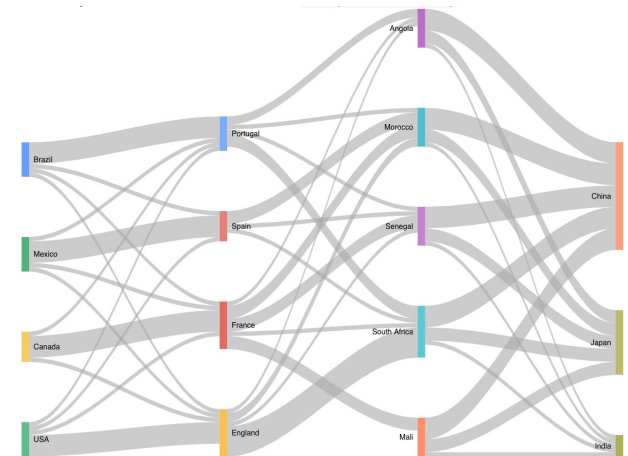 Angola
Portugal
Morocco
Brazil
China
Spain
Senegal
Mexico
France
South Africa
Canada
Japan
England
Mali
USA
India